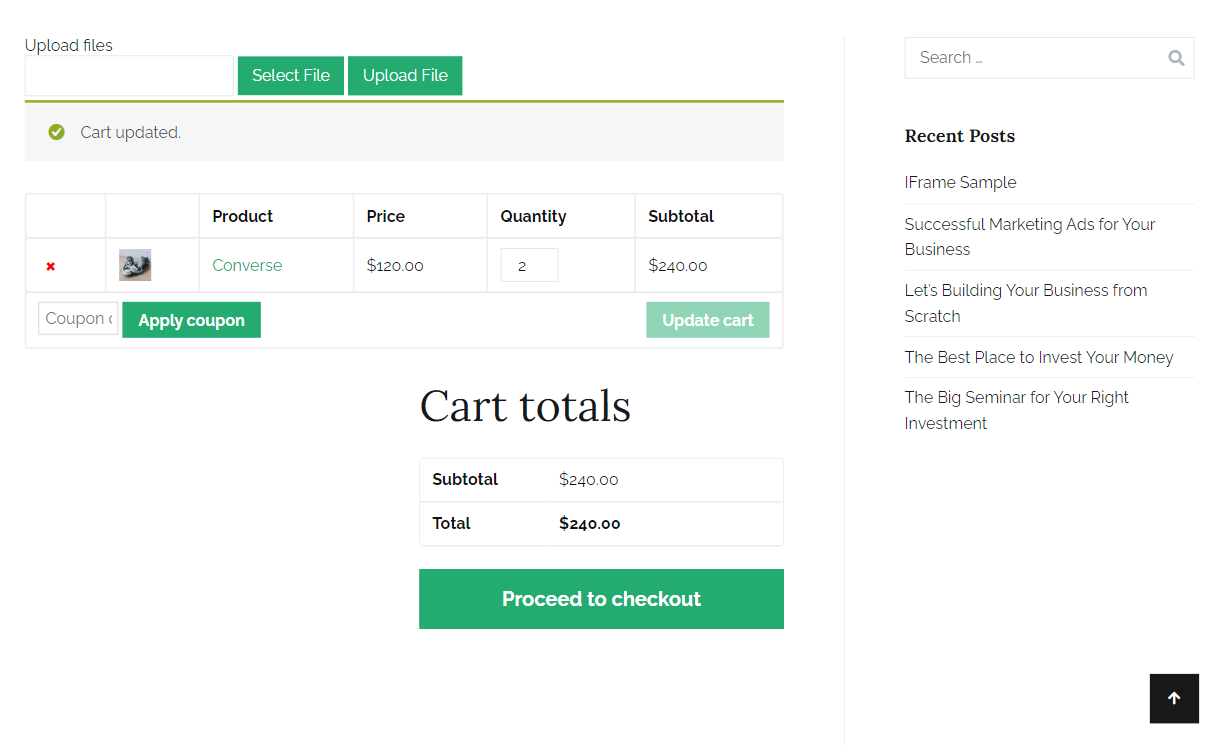 Upload files
Select File Upload File
Cart updated.
Product Price Quantity Subtotal
Converse $120.00 2 $240.00
Coupon c Apply coupon Update cart
Cart totals
Subtotal $240.00
Total $240.00
Proceed to checkout
Search …
Recent Posts
IFrame Sample
Successful Marketing Ads for Your
Business
Let's Building Your Business from
Scratch
The Best Place to Invest Your Money
The Big Seminar for Your Right
Investment